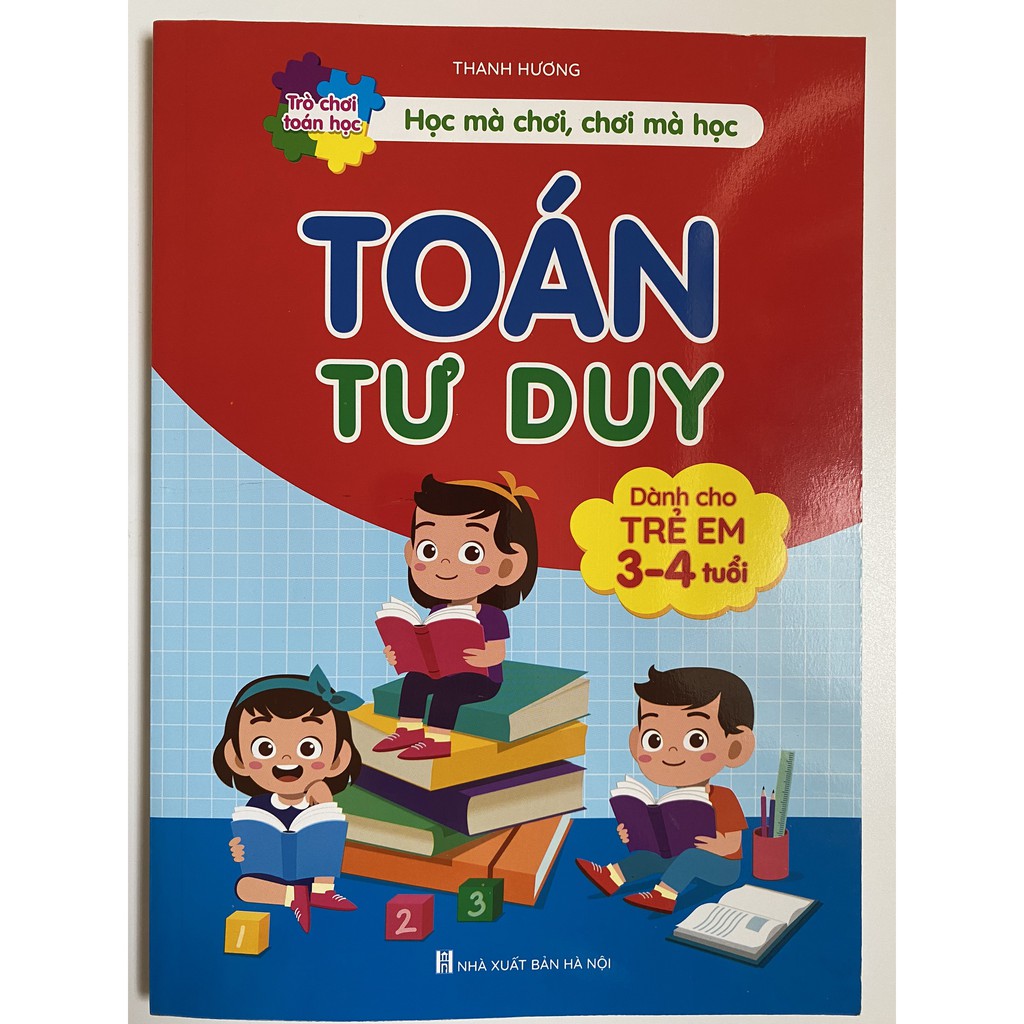 THANH HƯƠNG
Trò chơi
toán học
Học mà chơi, chơi mà học
TOÁN
TƯ DUY
Dành cho
TRẺ EM
3-4 tuổi
1
2
3
NHÀ XUẤT BẢN HÀ NỘI